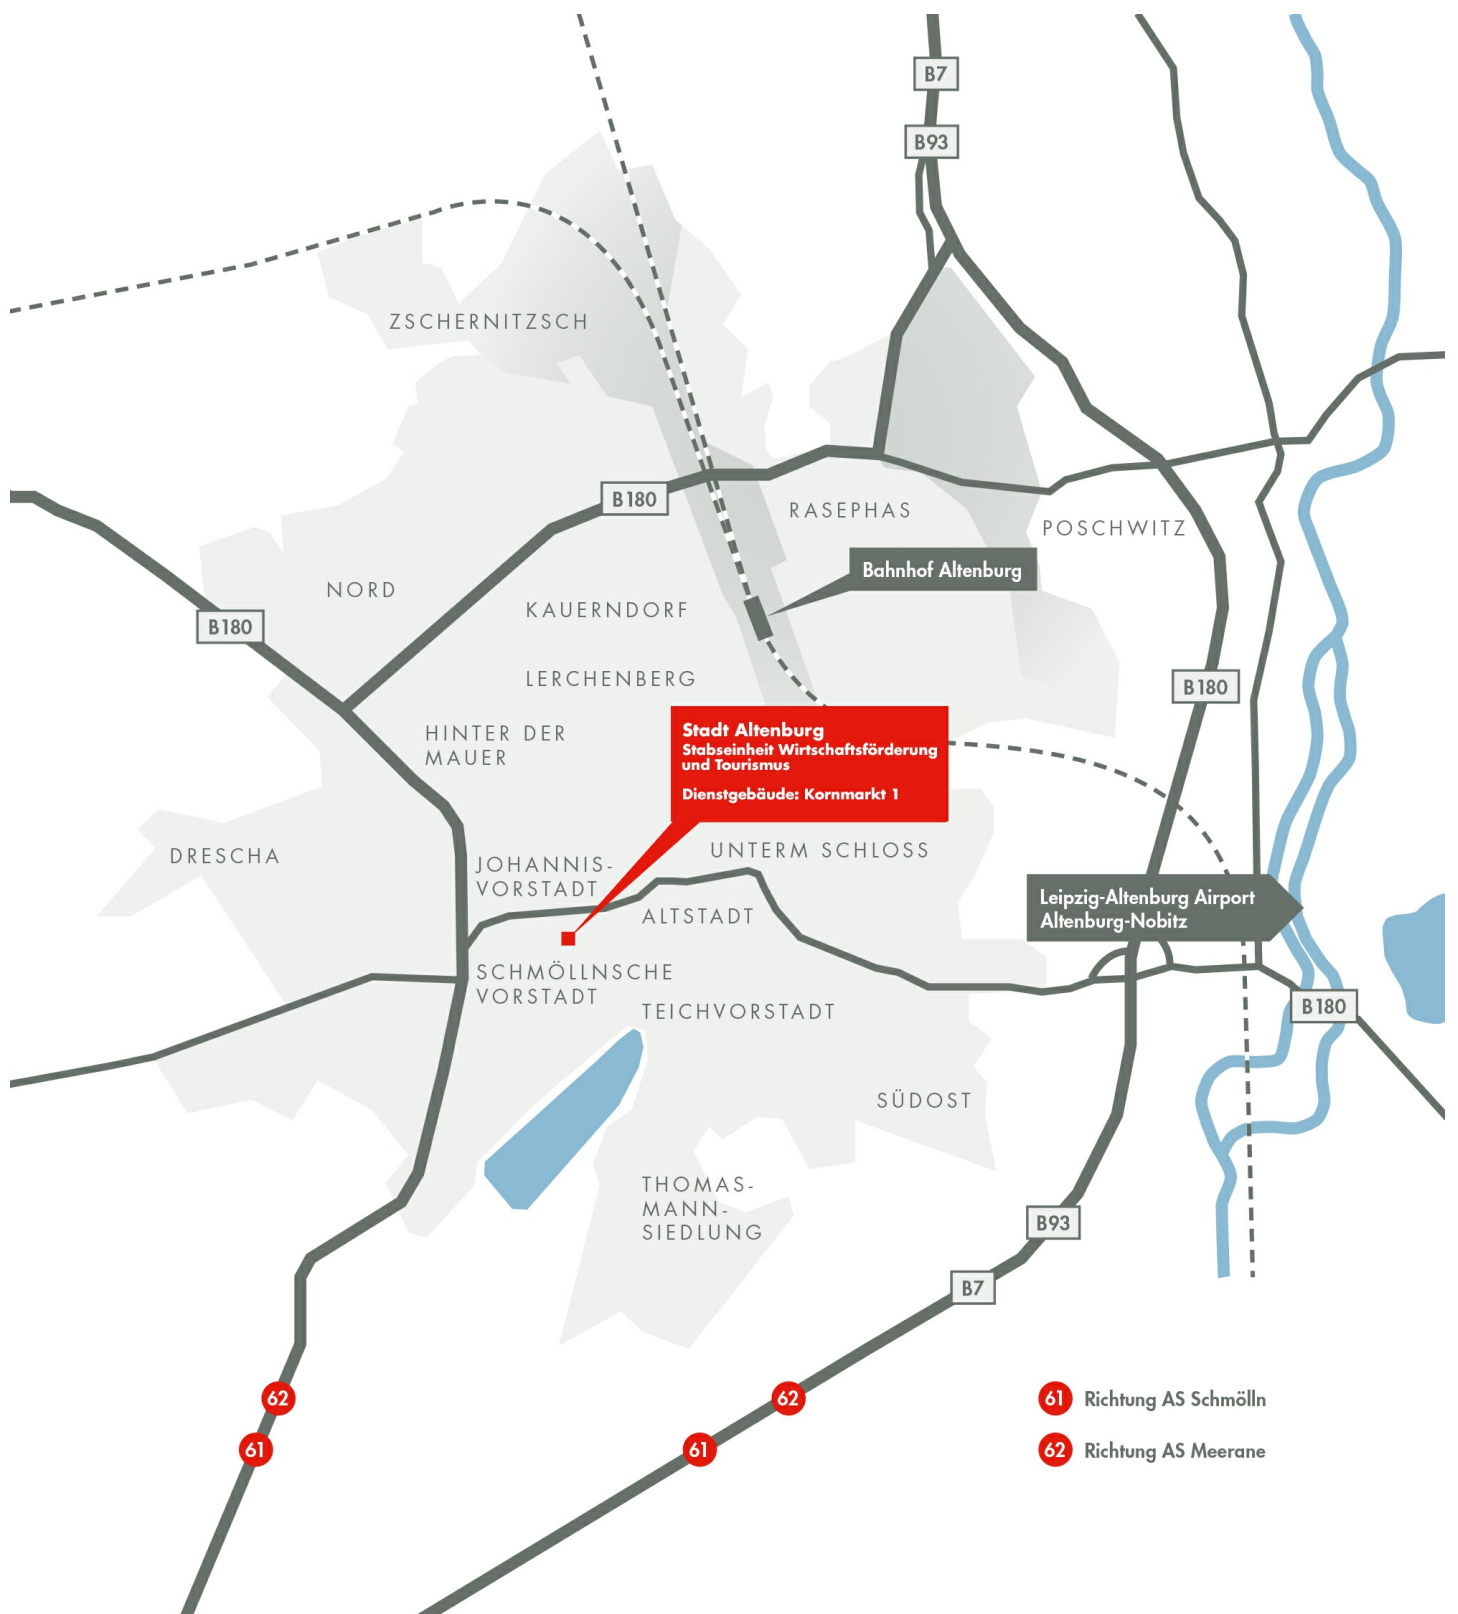 B7
B93
ZSCHERNITZSCH
B180
RASEPHAS
POSCHWITZ
Bahnhof Altenburg
NORD
KAUERNDORF
B180
LERCHENBERG
B180
HINTER DER
MAUER
Stadt Altenburg
Stabseinheit Wirtschaftsförderung
und Tourismus
Dienstgebäude: Kornmarkt 1
DRESCHA
JOHANNIS-
VORSTADT
UNTERM SCHLOSS
ALTSTADT
Leipzig-Altenburg Airport
Altenburg-Nobitz
SCHMÖLLNSCHE
VORSTADT
TEICHVORSTADT
B180
SÜDOST
THOMAS-
MANN-
SIEDLUNG
B93
B7
62
61
62
61
61 Richtung AS Schmölln
62 Richtung AS Meerane